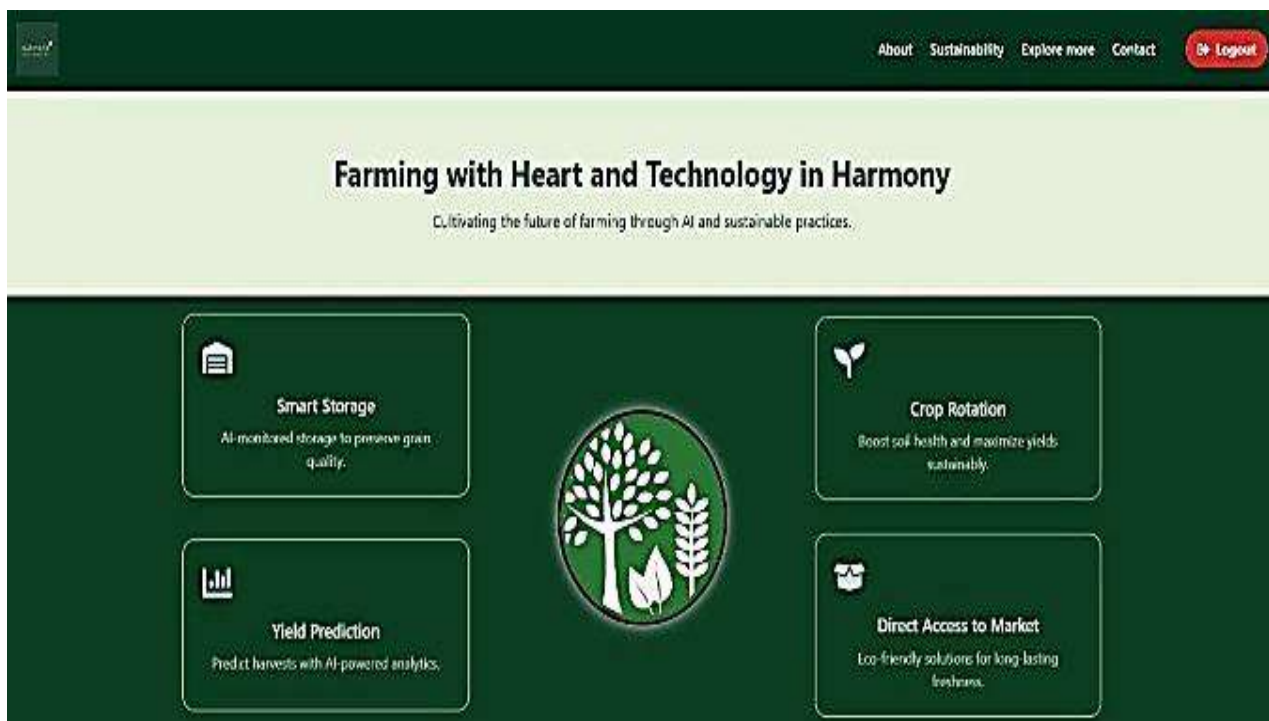 About Sustainability Explore more Contact Logout
Farming with Heart and Technology in Harmony
Cultivating the future of farming through AI and sustainable practices.
Smart Storage
AI-monitored storage to preserve grain
quality.
Crop Rotation
Boost soil health and maximize yields
sustainably.
Yield Prediction
Predict harvests with AI-powered analytics.
Direct Access to Market
Eco-friendly solutions for long-lasting
freshness.